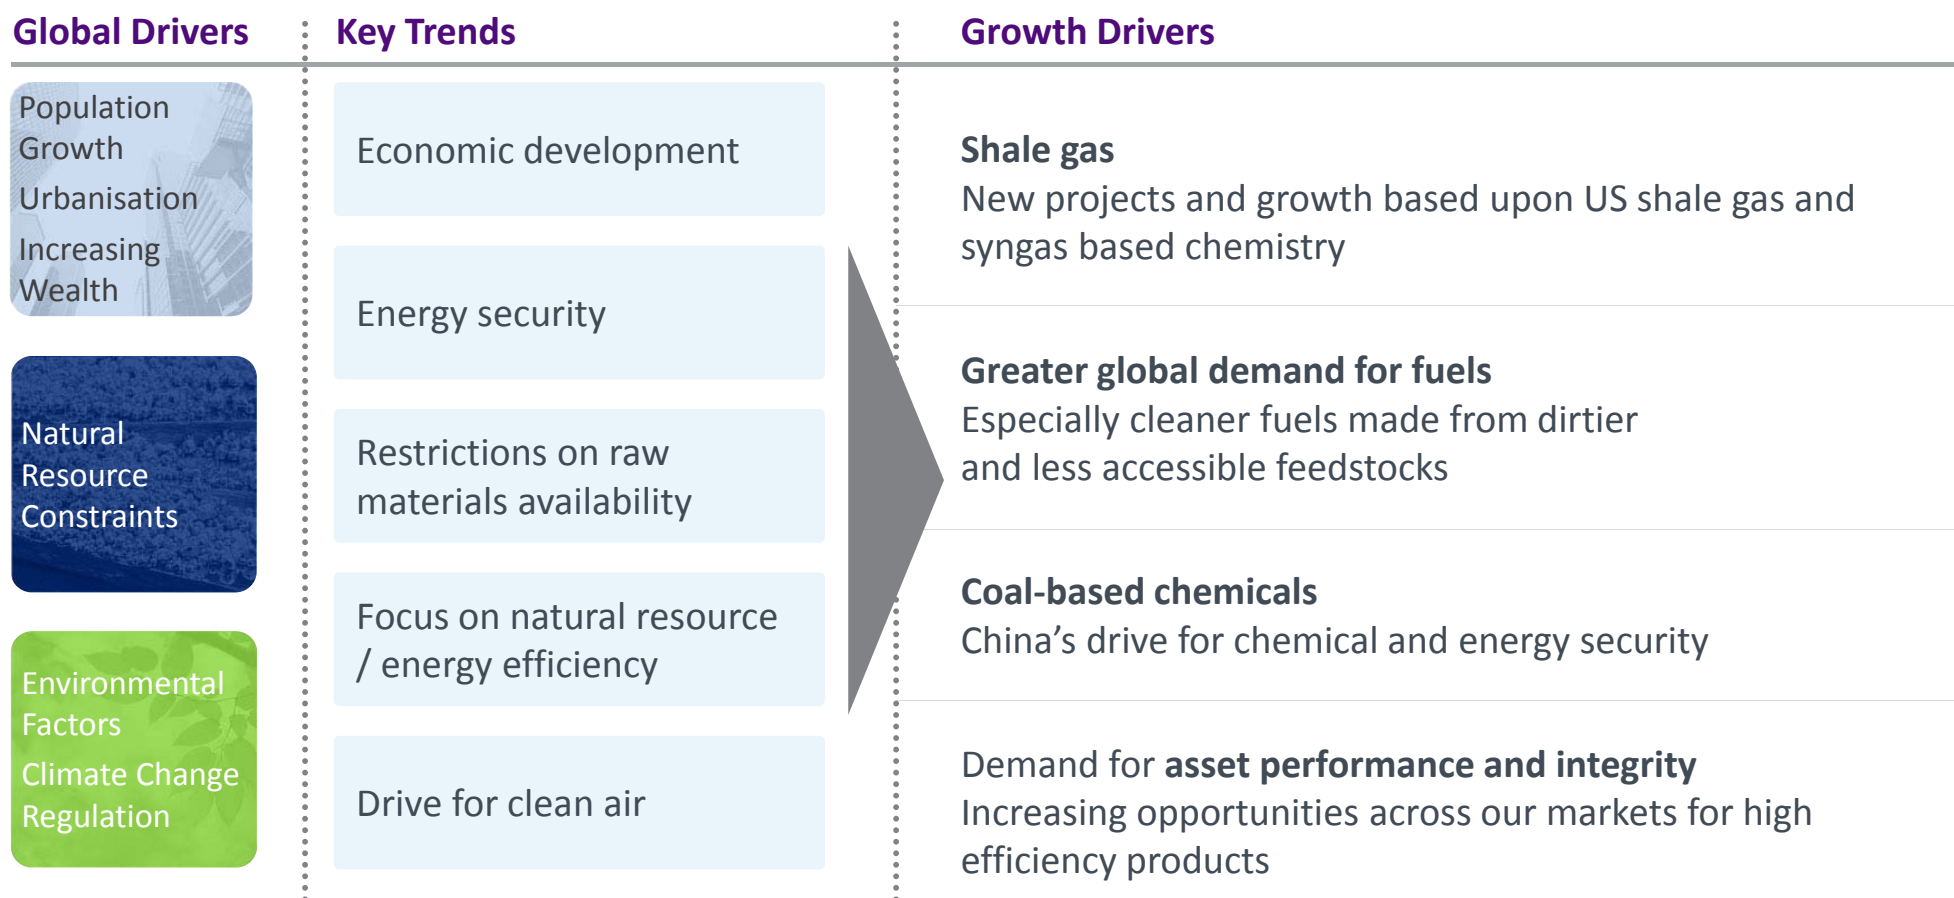 Global Drivers
Key Trends
Growth Drivers
Population
Growth
Urbanisation
Increasing
Wealth
Natural
Resource
Constraints
Environmental
Factors
Climate Change
Regulation
Economic development
Energy security
Restrictions on raw
materials availability
Focus on natural resource
/ energy efficiency
Drive for clean air
Shale gas
New projects and growth based upon US shale gas and
syngas based chemistry
Greater global demand for fuels
Especially cleaner fuels made from dirtier
and less accessible feedstocks
Coal-based chemicals
China’s drive for chemical and energy security
Demand for asset performance and integrity
Increasing opportunities across our markets for high
efficiency products